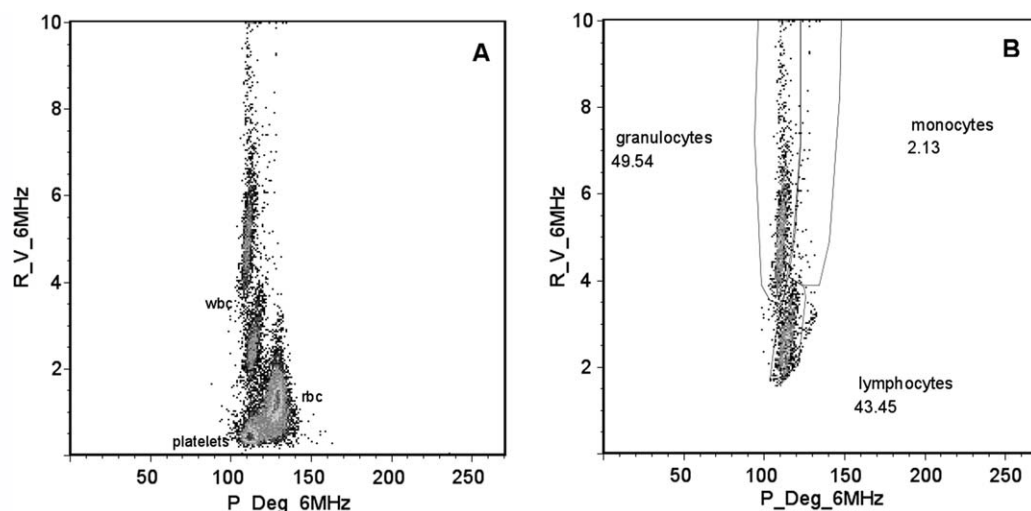 A
10
8
6
4
2
R_V_6MHz
wbc
rbc
platelets
50 100 150 200 250
P_Deg_6MHz
B
10
8
6
4
2
R_V_6MHz
granulocytes
49.54
monocytes
2.13
lymphocytes
43.45
50 100 150 200 250
P_Deg_6MHz